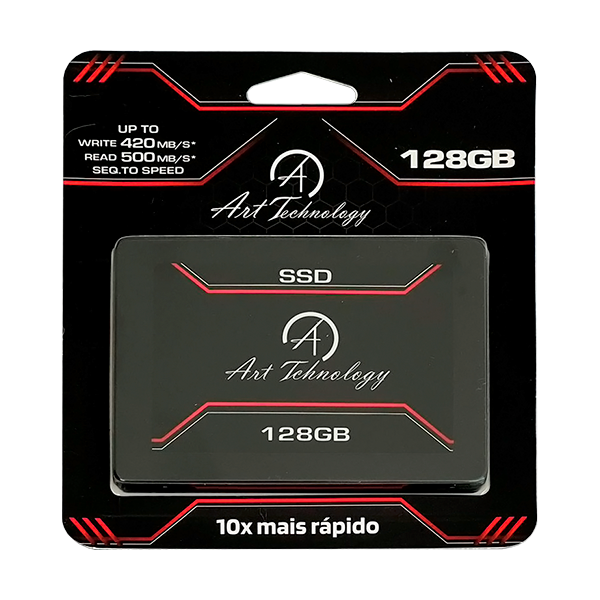 UP TO
WRITE 420 MB/S*
READ 500 MB/S*
SEQ.TO SPEED
128GB
A
Art Technology
SSD
A
Art Tchnology
128GB
10x mais rápido